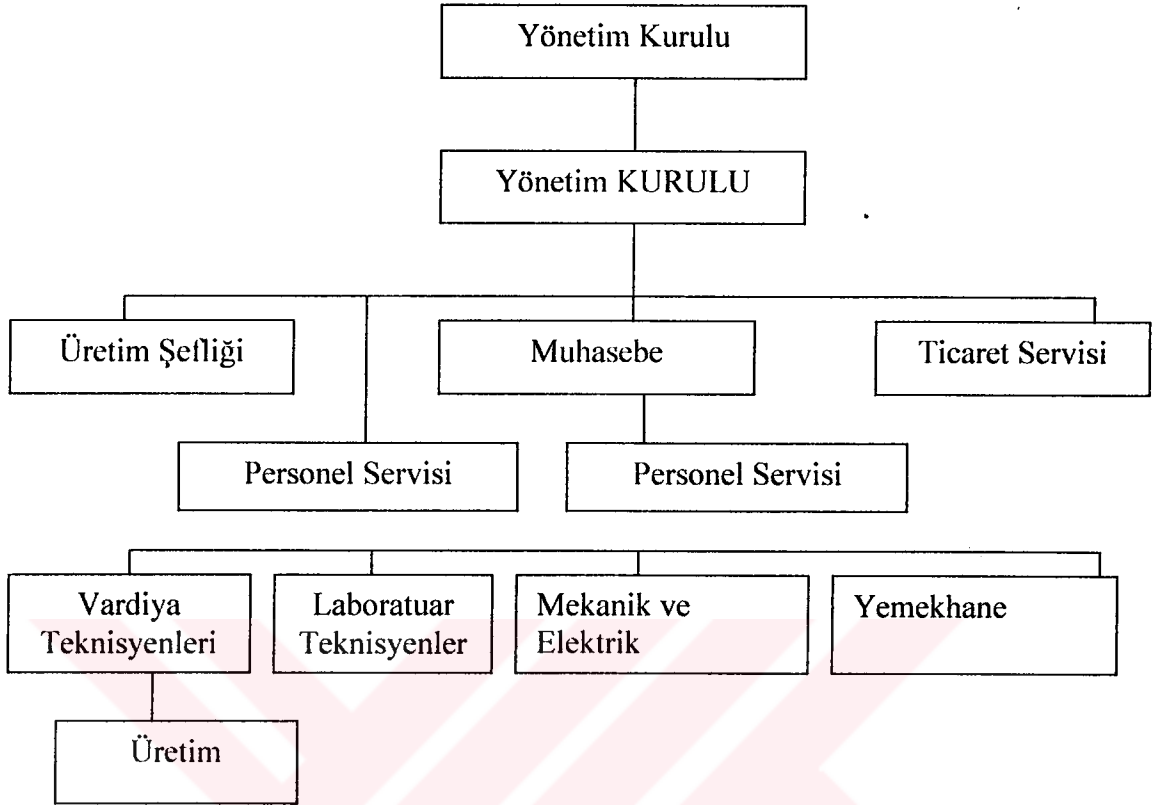 Yönetim Kurulu
Yönetim KURULU
Üretim Şefliği
Muhasebe
Ticaret Servisi
Personel Servisi
Personel Servisi
Vardiya
Teknisyenleri
Laboratuar
Teknisyenler
Mekanik ve
Elektrik
Yemekhane
Üretim